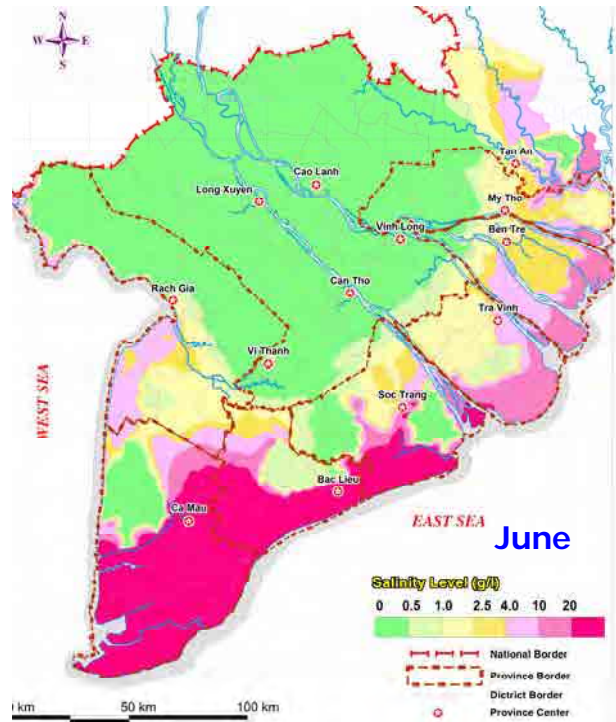 N
W E
S
Tan An
Cao Lanh
Long Xuyen
My Tho
Vinh Long
Ben Tre
Can Tho
Rach Gia
Tra Vinh
Vi Thanh
WEST SEA
Soc Trang
Bac Lieu
Ca Mau
EAST SEA
June
Salinity Level (g/l)
0 0.5 1.0 2.5 4.0 10 20
National Border
Province Border
District Border
Province Center
km 50 km 100 km